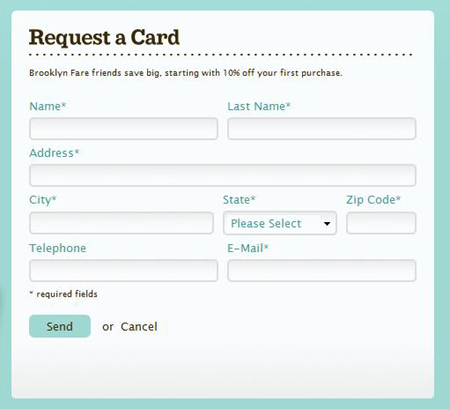 Request a Card
Brooklyn Fare friends save big, starting with 10% off your first purchase.
Name* Last Name*
Address*
City* State* Zip Code*
Please Select
Telephone E-Mail*
* required fields
Send or Cancel